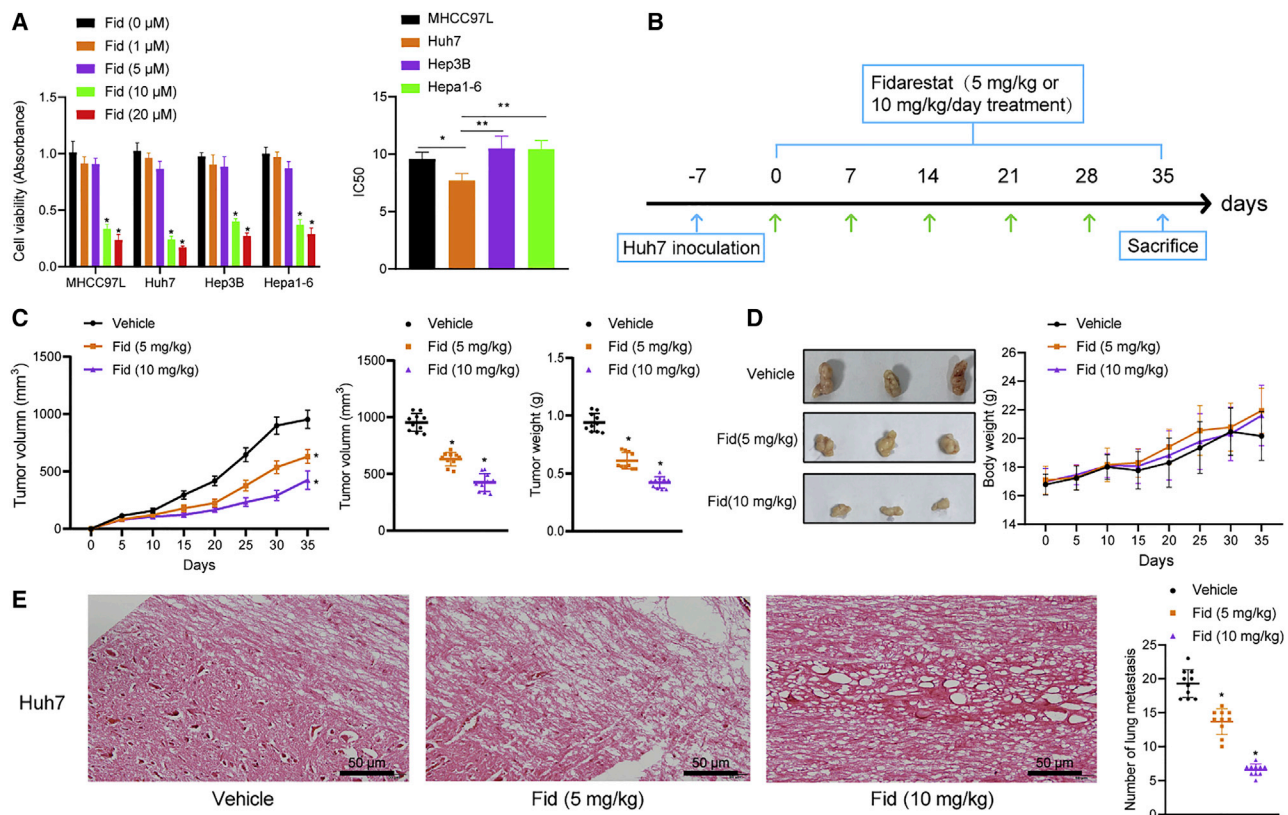 A
Fid (0 µM)
Fid (1 µM)
Fid (5 µM)
Fid (10 µM)
Fid (20 µM)
Cell viability (Absorbance)
1.5
1.0
0.5
0.0
* * * * * * * *
MHCC97L Huh7 Hep3B Hepa1-6
MHCC97L
Huh7
Hep3B
Hepa1-6
IC50
15
10
5
0
**
* **
B
Fidarestat（5 mg/kg or
10 mg/kg/day treatment）
-7 0 7 14 21 28 35
days
Huh7 inoculation
Sacrifice
C
Vehicle
Fid (5 mg/kg)
Fid (10 mg/kg)
Tumor volumn (mm3)
1500
1000
500
0
*
*
0 5 10 15 20 25 30 35
Days
Vehicle
Fid (5 mg/kg)
Fid (10 mg/kg)
Tumor volumn (mm3)
1500
1000
500
0
*
*
Vehicle
Fid (5 mg/kg)
Fid (10 mg/kg)
Tumor weight (g)
1.5
1.0
0.5
0.0
*
*
D
Vehicle
Fid(5 mg/kg)
Fid(10 mg/kg)
Vehicle
Fid (5 mg/kg)
Fid (10 mg/kg)
Body weight (g)
26
24
22
20
18
16
14
0 5 10 15 20 25 30 35
Days
E
Huh7
50 µm
50 µm
50 µm
Vehicle
Fid (5 mg/kg)
Fid (10 mg/kg)
Vehicle
Fid (5 mg/kg)
Fid (10 mg/kg)
Number of lung metastasis
25
20
15
10
5
0
*
*